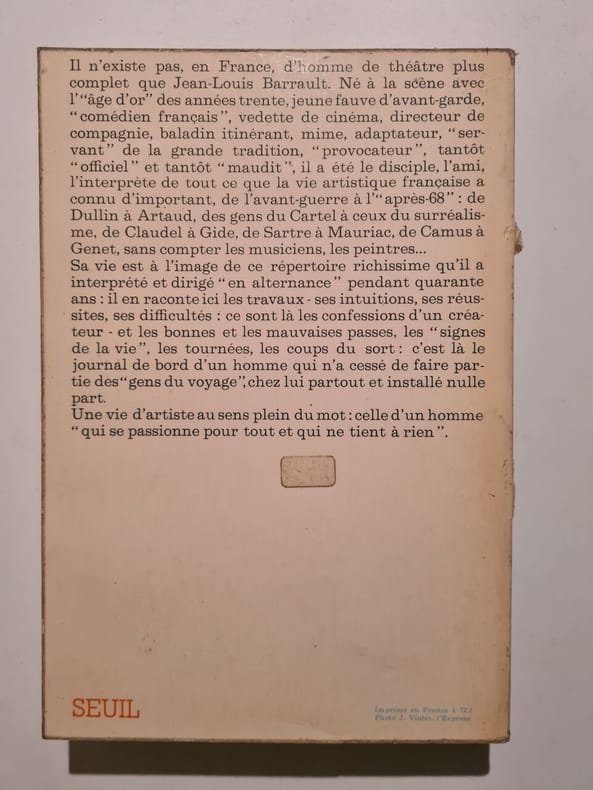 Il n'existe pas, en France, d'homme de théâtre plus
complet que Jean-Louis Barrault. Né à la scène avec
l'"âge d'or" des années trente, jeune fauve d'avant-garde,
"comédien français", vedette de cinéma, directeur de
compagnie, baladin itinérant, mime, adaptateur, "ser-
vant" de la grande tradition, "provocateur", tantôt
"officiel" et tantôt "maudit", il a été le disciple, l'ami,
l'interprète de tout ce que la vie artistique française a
connu d'important, de l'avant-guerre à l'"après-68" : de
Dullin à Artaud, des gens du Cartel à ceux du surréalis-
me, de Claudel à Gide, de Sartre à Mauriac, de Camus à
Genet, sans compter les musiciens, les peintres...
Sa vie est à l'image de ce répertoire richissime qu'il a
interprété et dirigé "en alternance" pendant quarante
ans : il en raconte ici les travaux - ses intuitions, ses réus-
sites, ses difficultés : ce sont là les confessions d'un créa-
teur - et les bonnes et les mauvaises passes, les "signes
de la vie", les tournées, les coups du sort : c'est là le
journal de bord d'un homme qui n'a cessé de faire par-
tie des "gens du voyage", chez lui partout et installé nulle
part.
Une vie d'artiste au sens plein du mot : celle d'un homme
"qui se passionne pour tout et qui ne tient à rien".
SEUIL
Imprimé en France
Photo J. Violet, l'Express